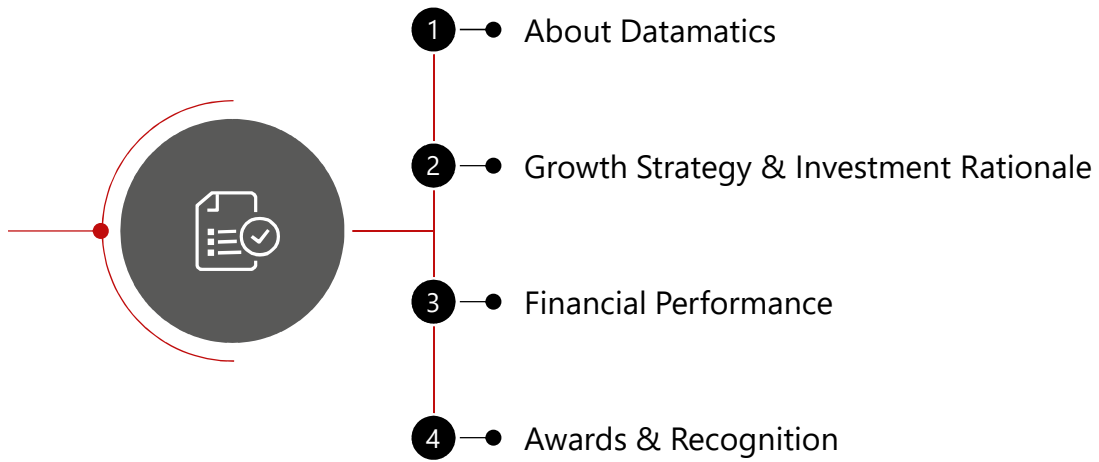 1 About Datamatics
2 Growth Strategy & Investment Rationale
3 Financial Performance
4 Awards & Recognition